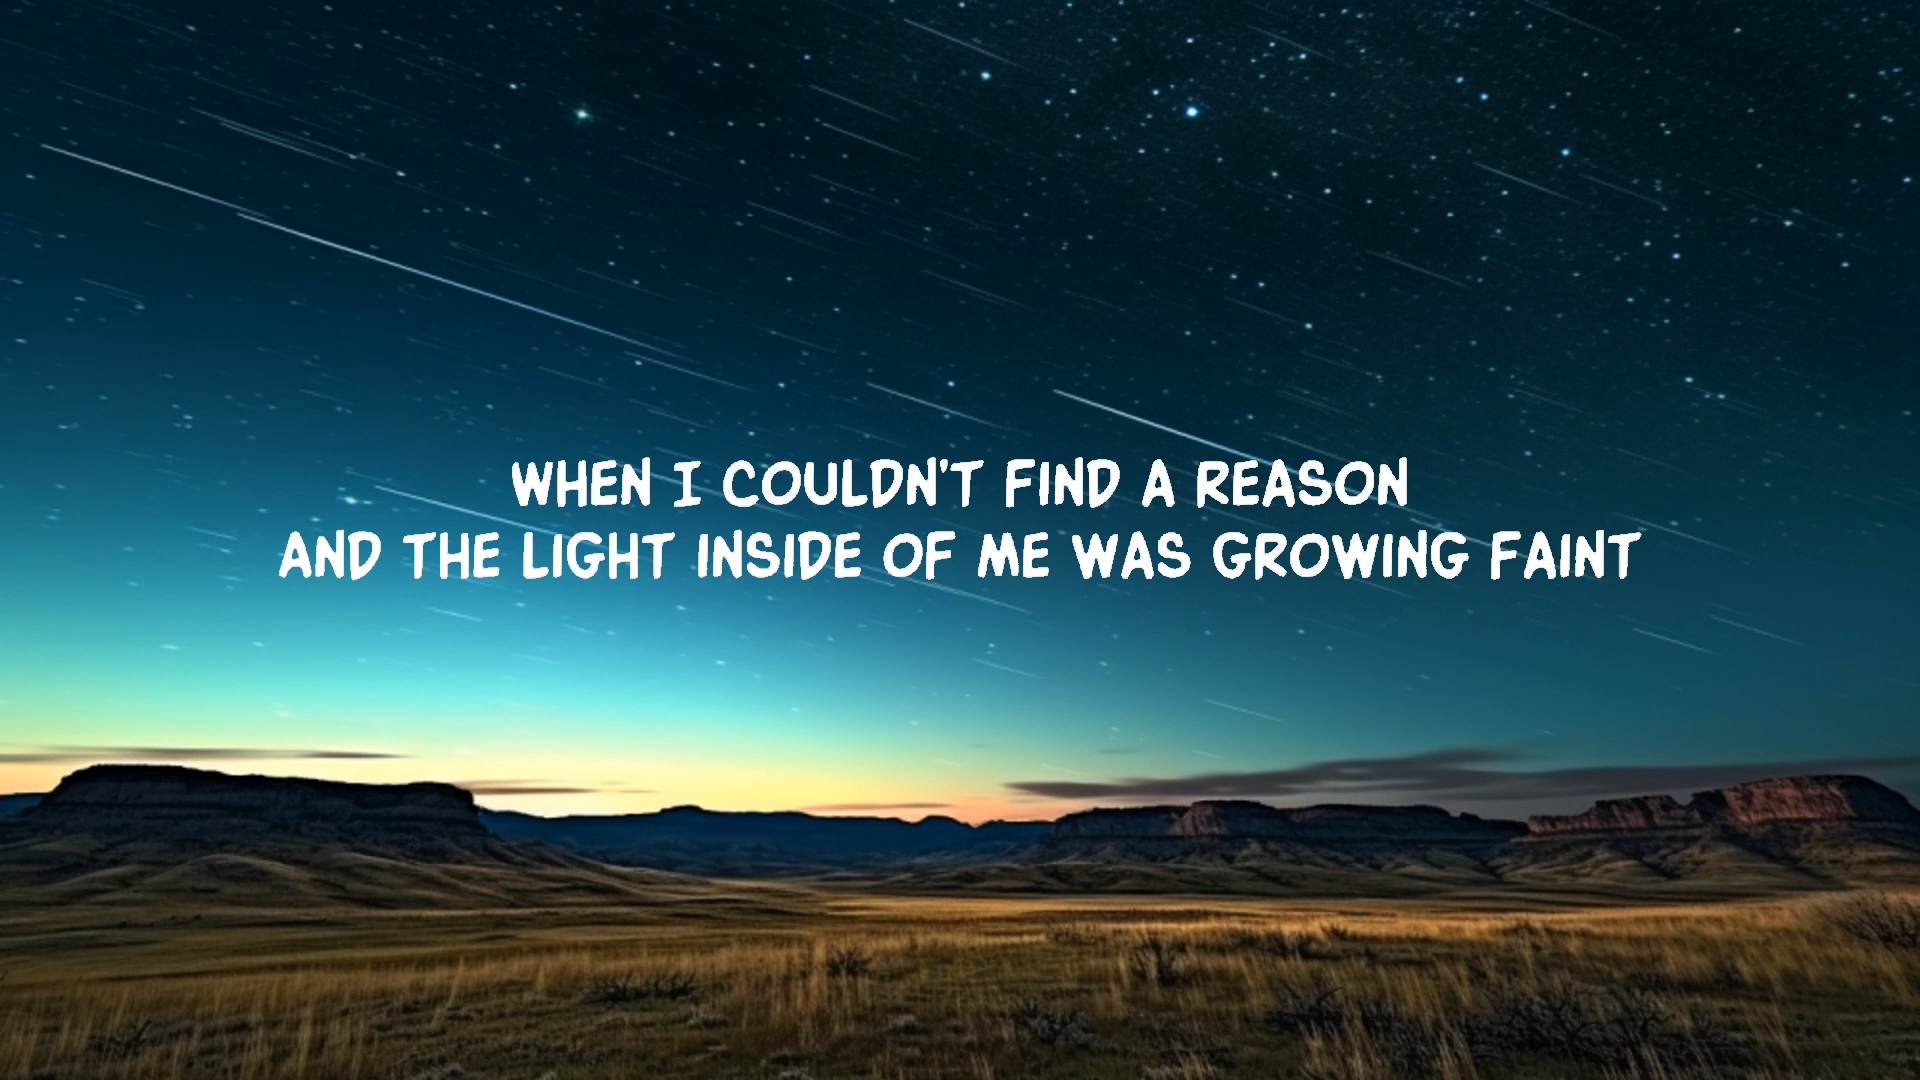 WHEN I COULDN'T FIND A REASON
AND THE LIGHT INSIDE OF ME WAS GROWING FAINT